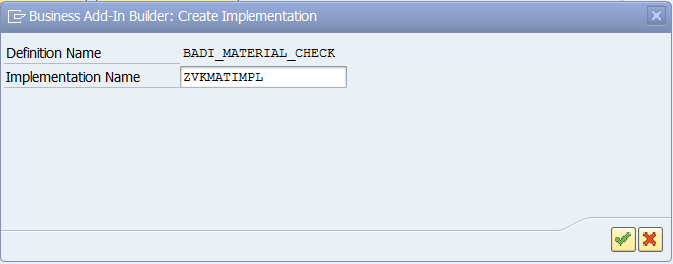 Business Add-In Builder: Create Implementation
Definition Name BADI_MATERIAL_CHECK
Implementation Name ZVKMATIMPL